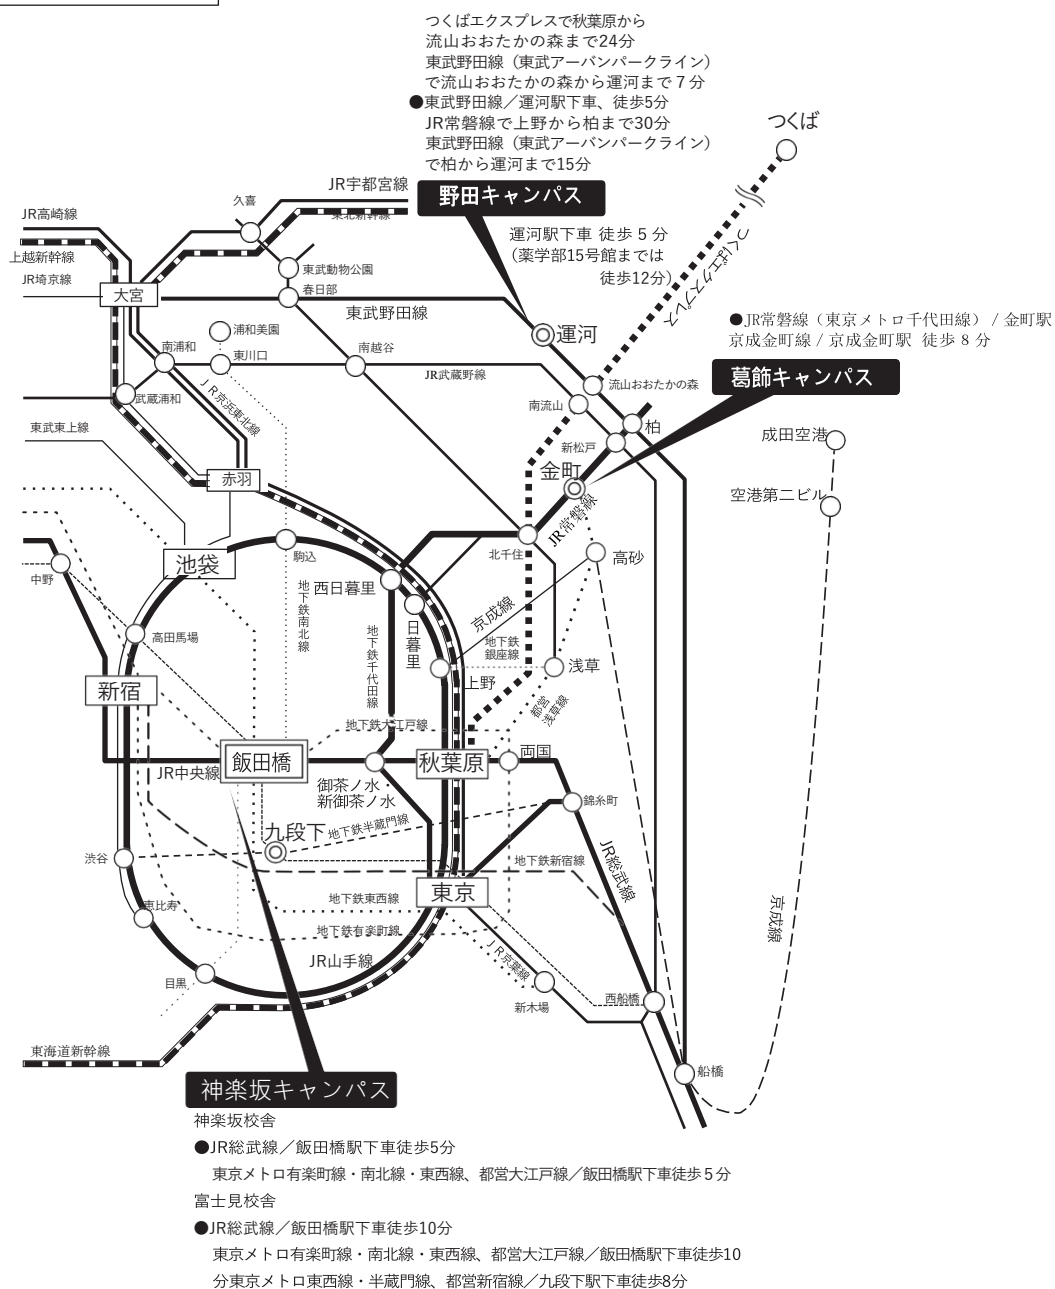 つくばエクスプレスで秋葉原から
流山おおたかの森まで24分
東武野田線（東武アーバンパークライン）
で流山おおたかの森から運河まで７分
●東武野田線／運河駅下車、徒歩5分
JR常磐線で上野から柏まで30分
東武野田線（東武アーバンパークライン）
で柏から運河まで15分
つくば
JR宇都宮線
野田キャンパス
久喜
東北新幹線
JR高崎線
運河駅下車 徒歩 5 分
（薬学部15号館までは
徒歩12分）
上越新幹線
JR埼京線
東武動物公園
つくばエクスプレス
大宮
春日部
東武野田線
●JR常磐線（東京メトロ千代田線）/ 金町駅
京成金町線 / 京成金町駅 徒歩 8 分
浦和美園
運河
南浦和
東川口
南越谷
JR武蔵野線
葛飾キャンパス
流山おおたかの森
武蔵浦和
JR京浜東北線
南流山
東武東上線
柏
新松戸
成田空港
赤羽
金町
空港第二ビル
JR常磐線
池袋
駒込
北千住
高砂
中野
地下鉄南北線
西日暮里
京成線
高田馬場
地下鉄千代田線
日暮里
地下鉄
銀座線
浅草
新宿
上野
都営
浅草線
地下鉄大江戸線
飯田橋
秋葉原
両国
JR中央線
御茶ノ水
新御茶ノ水
錦糸町
九段下
地下鉄半蔵門線
渋谷
地下鉄新宿線
JR総武線
東京
地下鉄東西線
恵比寿
京成線
地下鉄有楽町線
JR京葉線
JR山手線
目黒
新木場
西船橋
東海道新幹線
船橋
神楽坂キャンパス
神楽坂校舎
●JR総武線／飯田橋駅下車徒歩5分
東京メトロ有楽町線・南北線・東西線、都営大江戸線／飯田橋駅下車徒歩５分
富士見校舎
●JR総武線／飯田橋駅下車徒歩10分
東京メトロ有楽町線・南北線・東西線、都営大江戸線／飯田橋駅下車徒歩10
分東京メトロ東西線・半蔵門線、都営新宿線／九段下駅下車徒歩8分